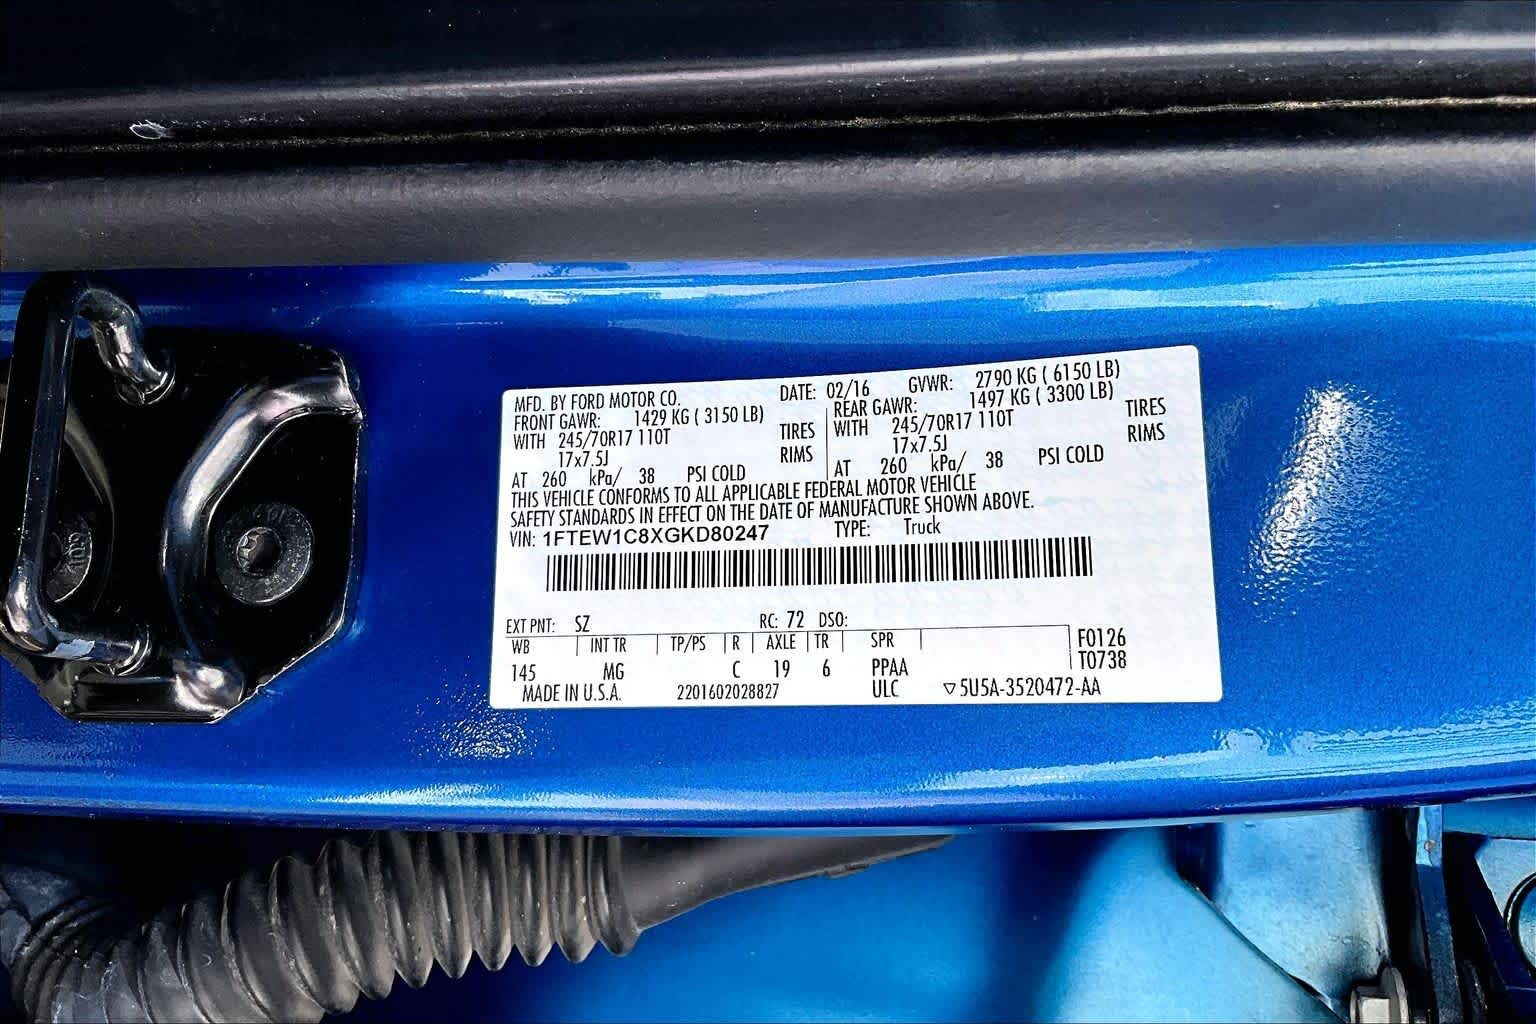 MFD. BY FORD MOTOR CO. DATE: 02/16 GVWR: 2790 KG ( 6150 LB)
FRONT GAWR: 1429 KG ( 3150 LB) REAR GAWR: 1497 KG ( 3300 LB)
WITH 245/70R17 110T TIRES WITH 245/70R17 110T TIRES
17x7.5J RIMS 17x7.5J RIMS
AT 260 kPa/ 38 PSI COLD AT 260 kPa/ 38 PSI COLD
THIS VEHICLE CONFORMS TO ALL APPLICABLE FEDERAL MOTOR VEHICLE
SAFETY STANDARDS IN EFFECT ON THE DATE OF MANUFACTURE SHOWN ABOVE.
VIN: 1FTEW1C8XGKD80247 TYPE: Truck
EXT PNT: SZ RC: 72 DSO:
WB INT TR TP/PS R AXLE TR SPR F0126
145 MG C 19 6 PPAA T0738
MADE IN U.S.A. 2201602028827 ULC ▽5U5A-3520472-AA